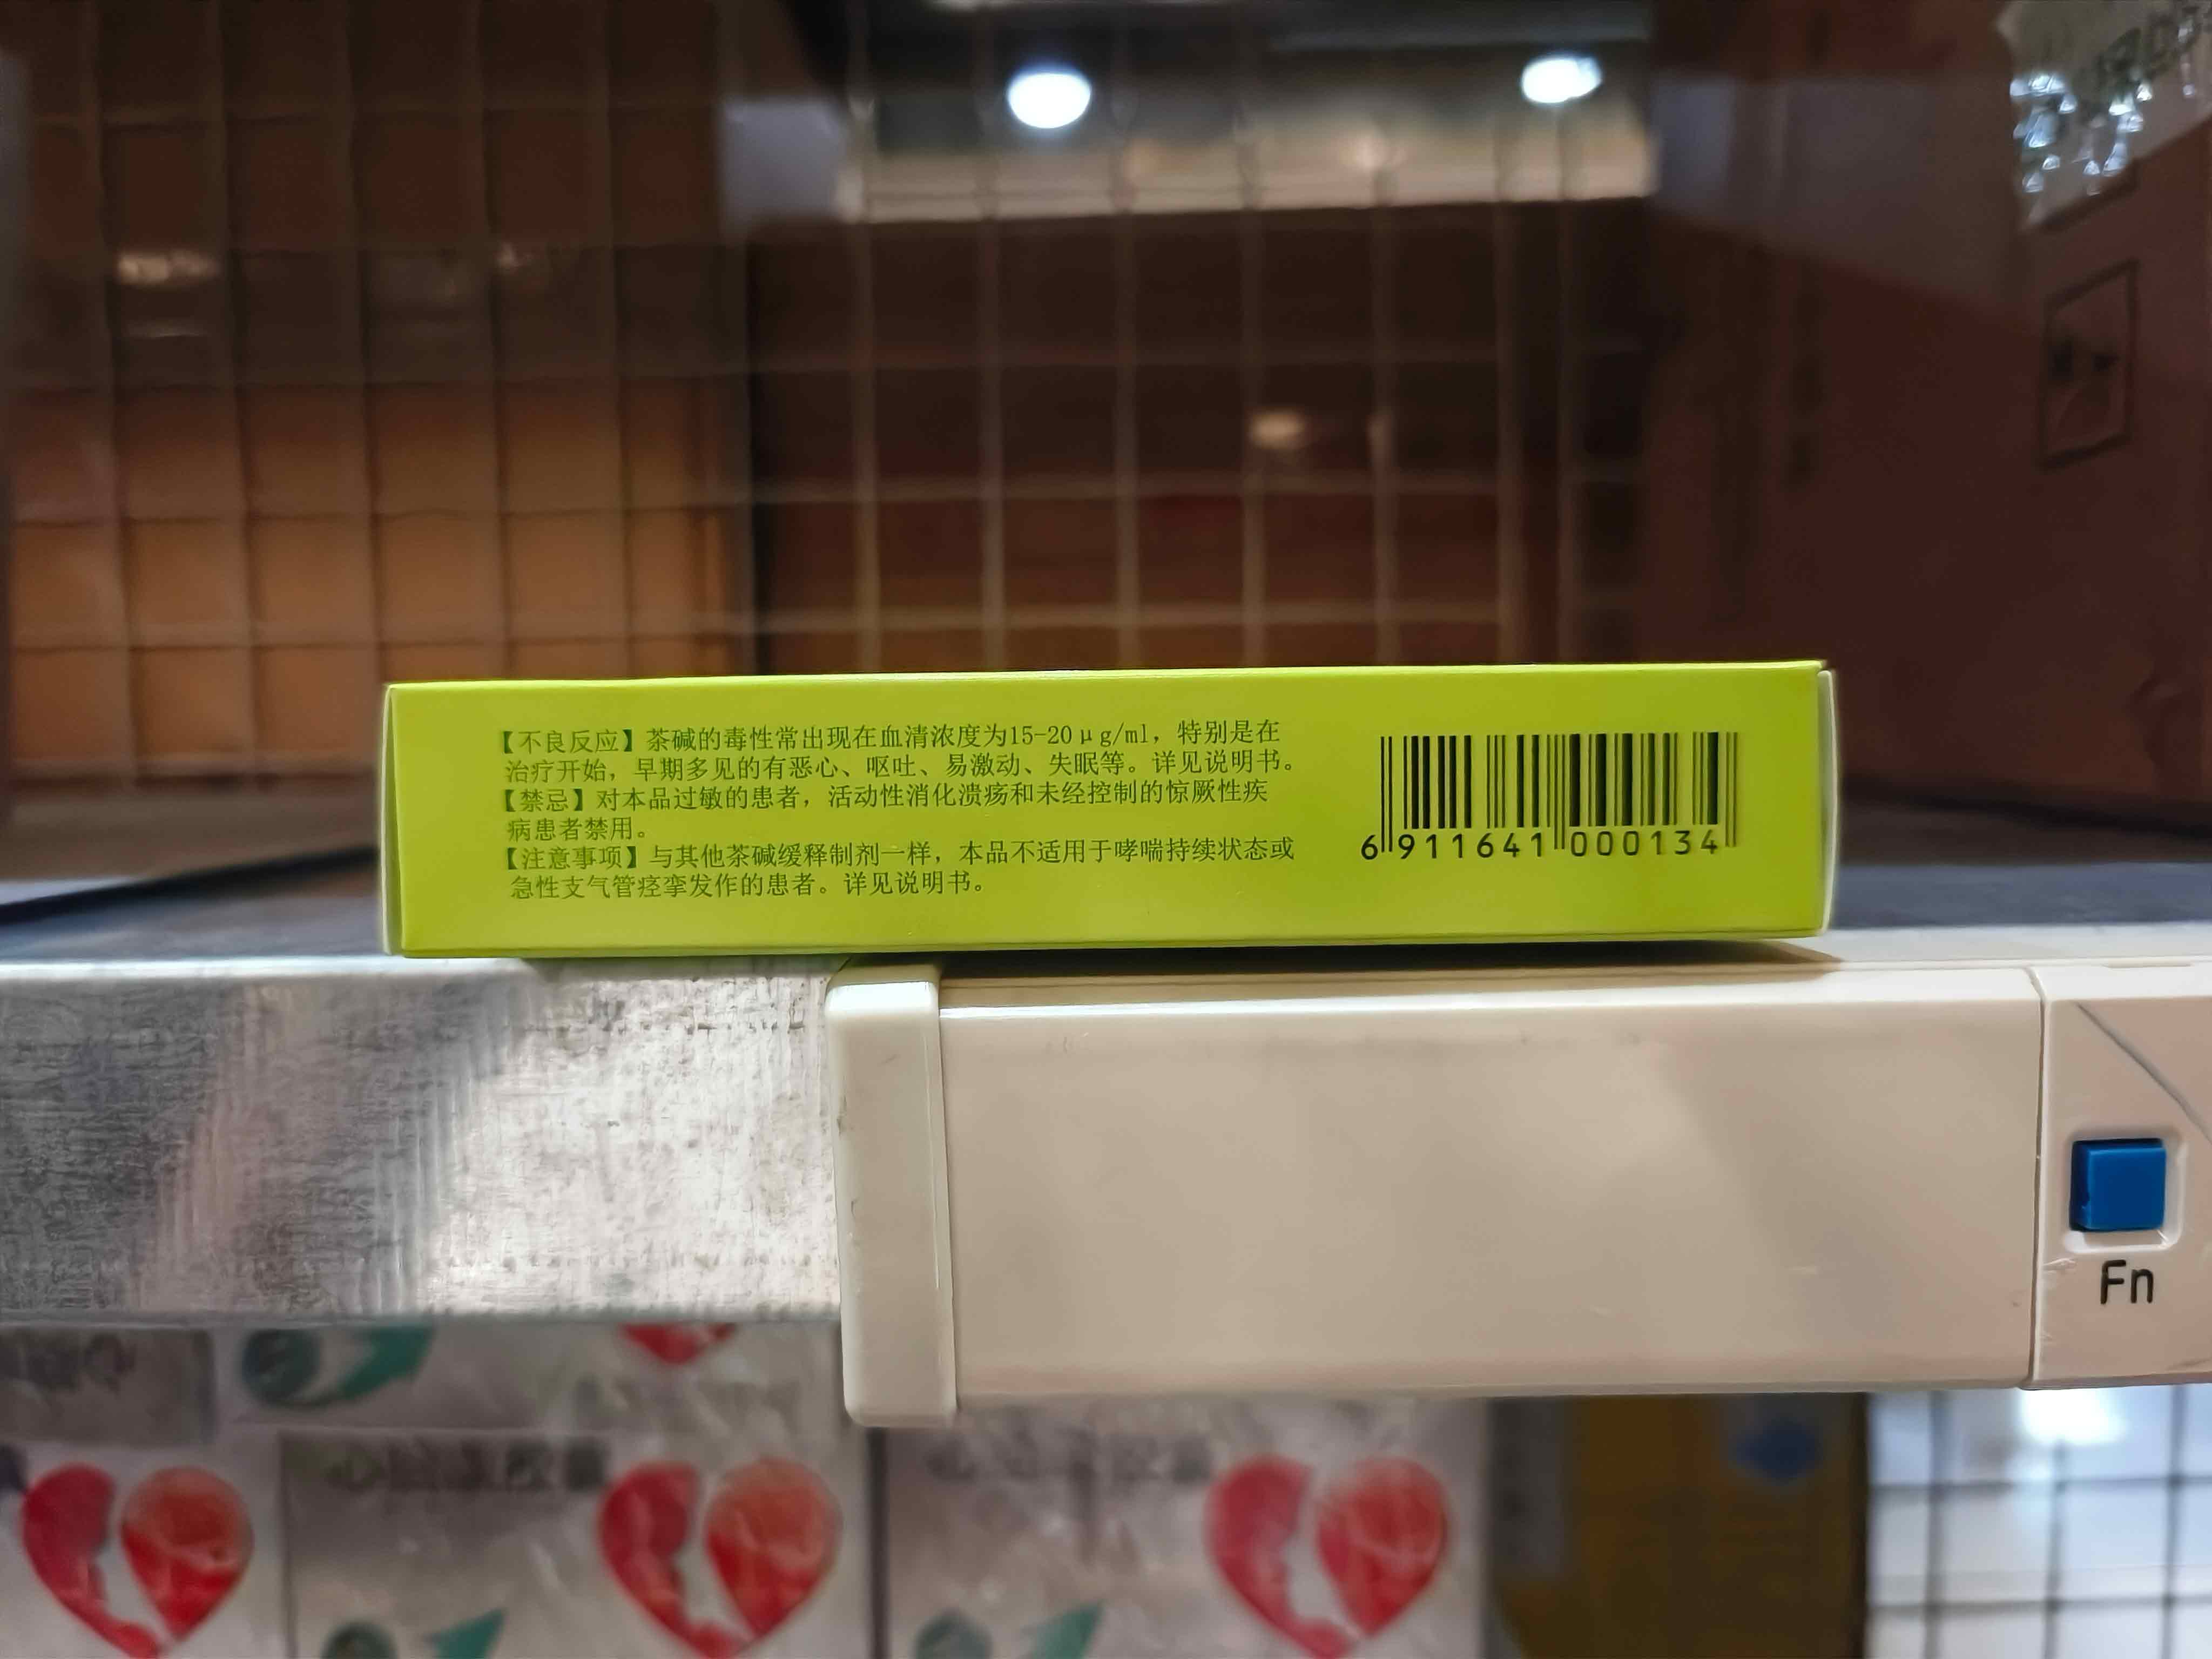 【不良反应】茶碱的毒性常出现在血清浓度为15-20μg/ml，特别是在
治疗开始，早期多见的有恶心、呕吐、易激动、失眠等。详见说明书。
【禁忌】对本品过敏的患者，活动性消化溃疡和未经控制的惊厥性疾
病患者禁用。
【注意事项】与其他茶碱缓释制剂一样，本品不适用于哮喘持续状态或
急性支气管痉挛发作的患者。详见说明书。
6911641000134
Fn